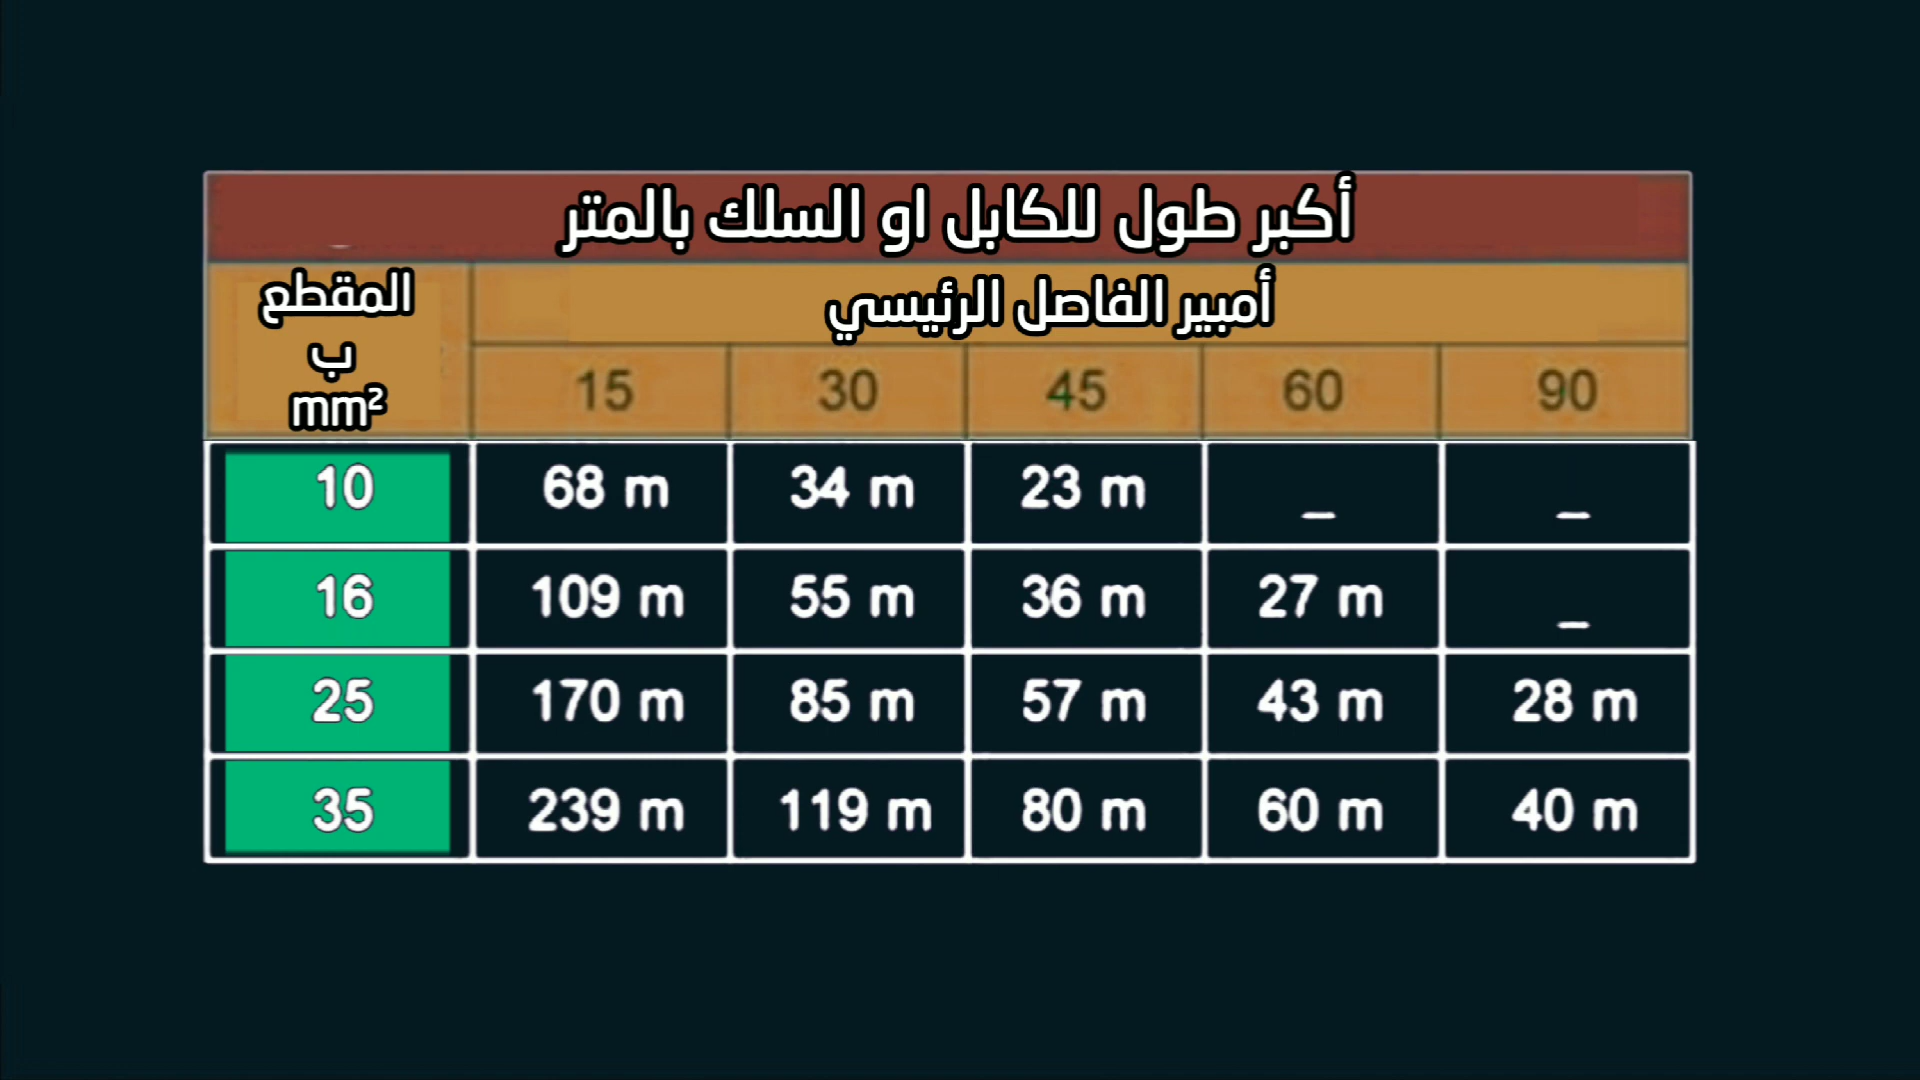 أكبر طول للكابل او السلك بالمتر
المقطع
ب
mm²
أمبير الفاصل الرئيسي
15 30 45 60 90
10 68 m 34 m 23 m _ _
16 109 m 55 m 36 m 27 m _
25 170 m 85 m 57 m 43 m 28 m
35 239 m 119 m 80 m 60 m 40 m